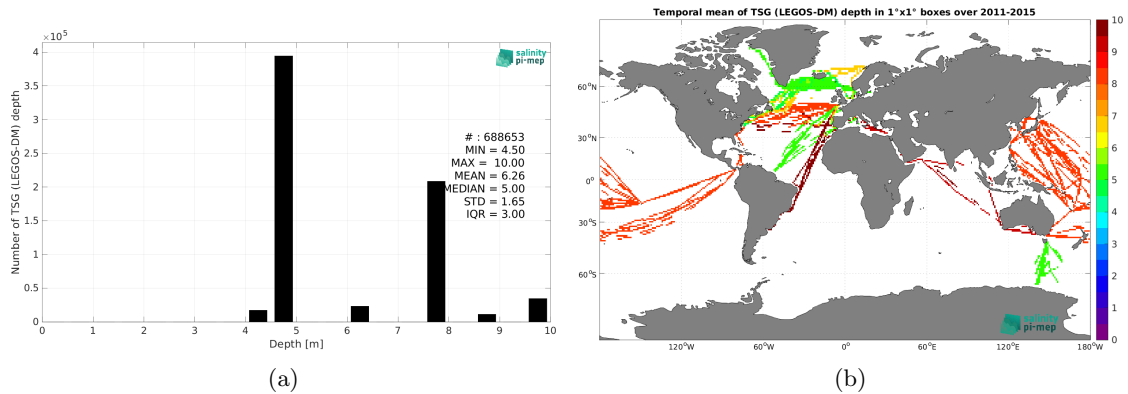 ×10⁵
4
3.5
3
2.5
2
1.5
1
0.5
0
Number of TSG (LEGOS-DM) depth
salinity
pi-mep
# : 688653
MIN = 4.50
MAX = 10.00
MEAN = 6.26
MEDIAN = 5.00
STD = 1.65
IQR = 3.00
0 1 2 3 4 5 6 7 8 9 10
Depth [m]
(a)
Temporal mean of TSG (LEGOS-DM) depth in 1°x1° boxes over 2011-2015
60°N
30°N
0°
30°S
60°S
120°W 60°W 0° 60°E 120°E 180°W
salinity
pi-mep
10
9
8
7
6
5
4
3
2
1
0
(b)